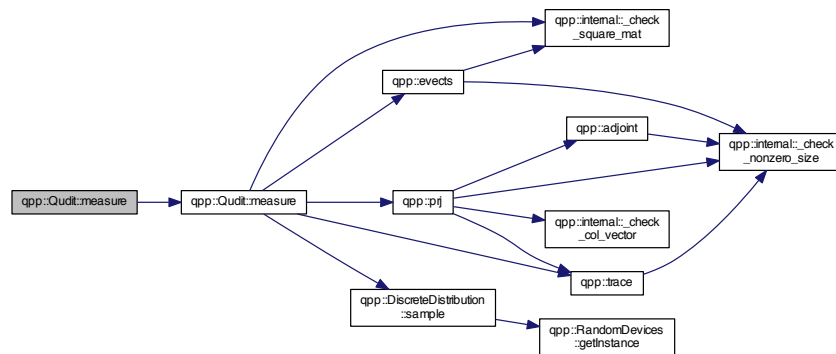 qpp::Qudit::measure
qpp::Qudit::measure
qpp::internal::_check
_square_mat
qpp::evects
qpp::prj
qpp::DiscreteDistribution
::sample
qpp::adjoint
qpp::internal::_check
_col_vector
qpp::trace
qpp::RandomDevices
::getInstance
qpp::internal::_check
_nonzero_size